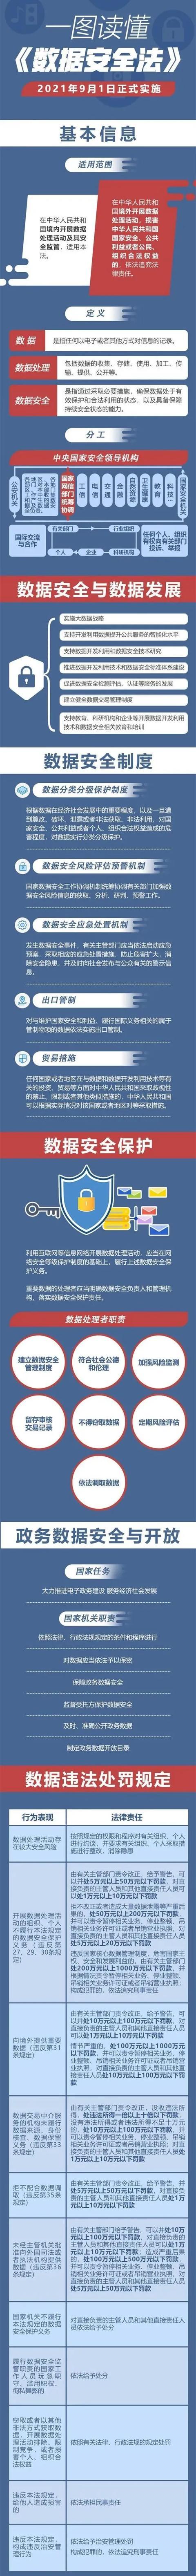 一图读懂
《数据安全法》
2021年9月1日正式实施
基本信息
适用范围
在中华人民共和
国境内开展数据
处理活动及其安
全监管，适用本
法。
在中华人民共和
国境外开展数据
处理活动，损害
中华人民共和国
国家安全、公共
利益或者公民、
组织合法权益
的，依法追究法
律责任。
定义
数据
是指任何以电子或者其他方式对信息的记录。
数据处理
包括数据的收集、存储、使用、加工、传
输、提供、公开等。
数据安全
是指通过采取必要措施，确保数据处于有
效保护和合法利用的状态，以及具备保障
持续安全状态的能力。
分工
中央国家安全领导机构
公安机关
国家网信部门统筹协调
工信
电信
交通
金融
自然资源
卫生健康
教育
科技…
国家安全机关
国际交流
与合作
有关部门
行业组织
个人
企业
科研机构
任何个人、组织
有权向有关部门
投诉、举报
数据安全与数据发展
实施大数据战略
支持开发利用数据提升公共服务的智能化水平
支持数据开发利用和数据安全技术研究
推进数据开发利用技术和数据安全标准体系建设
促进数据安全检测评估、认证等服务的发展
建立健全数据交易管理制度
支持教育、科研机构和企业等开展数据开发利用
技术和数据安全相关教育和培训
数据安全制度
数据分类分级保护制度
根据数据在经济社会发展中的重要程度，以及一旦遭
到篡改、破坏、泄露或者非法获取、非法利用，对国
家安全、公共利益或者个人、组织合法权益造成的危
害程度，对数据实行分类分级保护。
数据安全风险评估预警机制
国家数据安全工作协调机制统筹协调有关部门加强数
据安全风险信息的获取、分析、研判、预警工作。
数据安全应急处置机制
发生数据安全事件，有关主管部门应当依法启动应急
预案，采取相应的应急处置措施，防止危害扩大，消
除安全隐患，并及时向社会发布与公众有关的警示信
息。
出口管制
对与维护国家安全和利益、履行国际义务相关的属于
管制物项的数据依法实施出口管制。
贸易措施
任何国家或者地区在与数据和数据开发利用技术等有
关的投资、贸易等方面对中华人民共和国采取歧视性
的禁止、限制或者其他类似措施的，中华人民共和国
可以根据实际情况对该国家或者地区对等采取措施。
数据安全保护
利用互联网等信息网络开展数据处理活动，应当在网
络安全等级保护制度的基础上，履行上述数据安全保
护义务。
重要数据的处理者应当明确数据安全负责人和管理机
构，落实数据安全保护责任。
数据处理者职责
建立数据安全
管理制度
符合社会公德
和伦理
加强风险监测
留存审核
交易记录
不得窃取数据
定期风险评估
依法调取数据
政务数据安全与开放
国家任务
大力推进电子政务建设 服务经济社会发展
国家机关职责
依照法律、行政法规规定的条件和程序进行
对数据应当依法予以保密
保障政务数据安全
监督受托方保护数据安全
及时、准确公开政务数据
制定政务数据开放目录
数据违法处罚规定
行为表现
法律责任
数据处理活动存
在较大安全风险
按照规定的权限和程序对有关组织、个人
进行约谈，并要求有关组织、个人采取措
施进行整改，消除隐患
开展数据处理活
动的组织、个人
不履行本法规定
的数据安全保护
义务（违反第
27、29、30条规
定）
由有关主管部门责令改正，给予警告，可
以并处5万元以上50万元以下罚款，对直
接负责的主管人员和其他直接责任人员可
以处1万元以上10万元以下罚款
拒不改正或者造成大量数据泄露等严重后
果的，处50万元以上200万元以下罚款，
并可以责令暂停相关业务、停业整顿、吊
销相关业务许可证或者吊销营业执照，对
直接负责的主管人员和其他直接责任人员
处5万元以上20万元以下罚款
违反国家核心数据管理制度，危害国家主
权、安全和发展利益的，由有关主管部门
处200万元以上1000万元以下罚款，并
根据情况责令暂停相关业务、停业整顿、
吊销相关业务许可证或者吊销营业执照；
构成犯罪的，依法追究刑事责任
向境外提供重要
数据（违反第31
条规定）
由有关主管部门责令改正，给予警告，可
以并处10万元以上100万元以下罚款，对
直接负责的主管人员和其他直接责任人员
可以处1万元以上10万元以下罚款
情节严重的，处100万元以上1000万元
以下罚款，并可以责令暂停相关业务、停
业整顿、吊销相关业务许可证或者吊销营
业执照，对直接负责的主管人员和其他直
接责任人员处10万元以上100万元以下罚
款
数据交易中介服
务的机构未履行
数据来源、身份
核查、数据保留
义务（违反第33
条规定）
由有关主管部门责令改正，没收违法所
得，处违法所得一倍以上十倍以下罚款，
没有违法所得或者违法所得不足十万元
的，处10万元以上100万元以下罚款，并
可以责令暂停相关业务、停业整顿、吊销
相关业务许可证或者吊销营业执照；对直
接负责的主管人员和其他直接责任人员处
1万元以上10万元以下罚款
拒不配合数据调
取（违反第35条
规定）
由有关主管部门责令改正，给予警告，并
处5万元以上50万元以下罚款，对直接负
责的主管人员和其他直接责任人员处1万
元以上10万元以下罚款
未经主管机关批
准向外国司法或
者执法机构提供
数据（违反第36
条规定）
由有关主管部门给予警告，可以并处10万
元以上100万元以下罚款，对直接负责的
主管人员和其他直接责任人员可以处1万
元以上10万元以下罚款；造成严重后果
的，处100万元以上500万元以下罚款，
并可以责令暂停相关业务、停业整顿、吊
销相关业务许可证或者吊销营业执照，对
直接负责的主管人员和其他直接责任人员
处5万元以上50万元以下罚款
国家机关不履行
本法规定的数据
安全保护义务
对直接负责的主管人员和其他直接责任人
员依法给予处分
履行数据安全监
管职责的国家工
作人员玩忽职
守、滥用职权、
徇私舞弊的
依法给予处分
窃取或者以其他
非法方式获取数
据，开展数据处
理活动排除、限
制竞争，或者损
害个人、组织合
法权益
依照有关法律、行政法规的规定处罚
违反本法规定，
给他人造成损害
的
依法承担民事责任
违反本法规定，
构成违反治安管
理行为
依法给予治安管理处罚
构成犯罪的，依法追究刑事责任